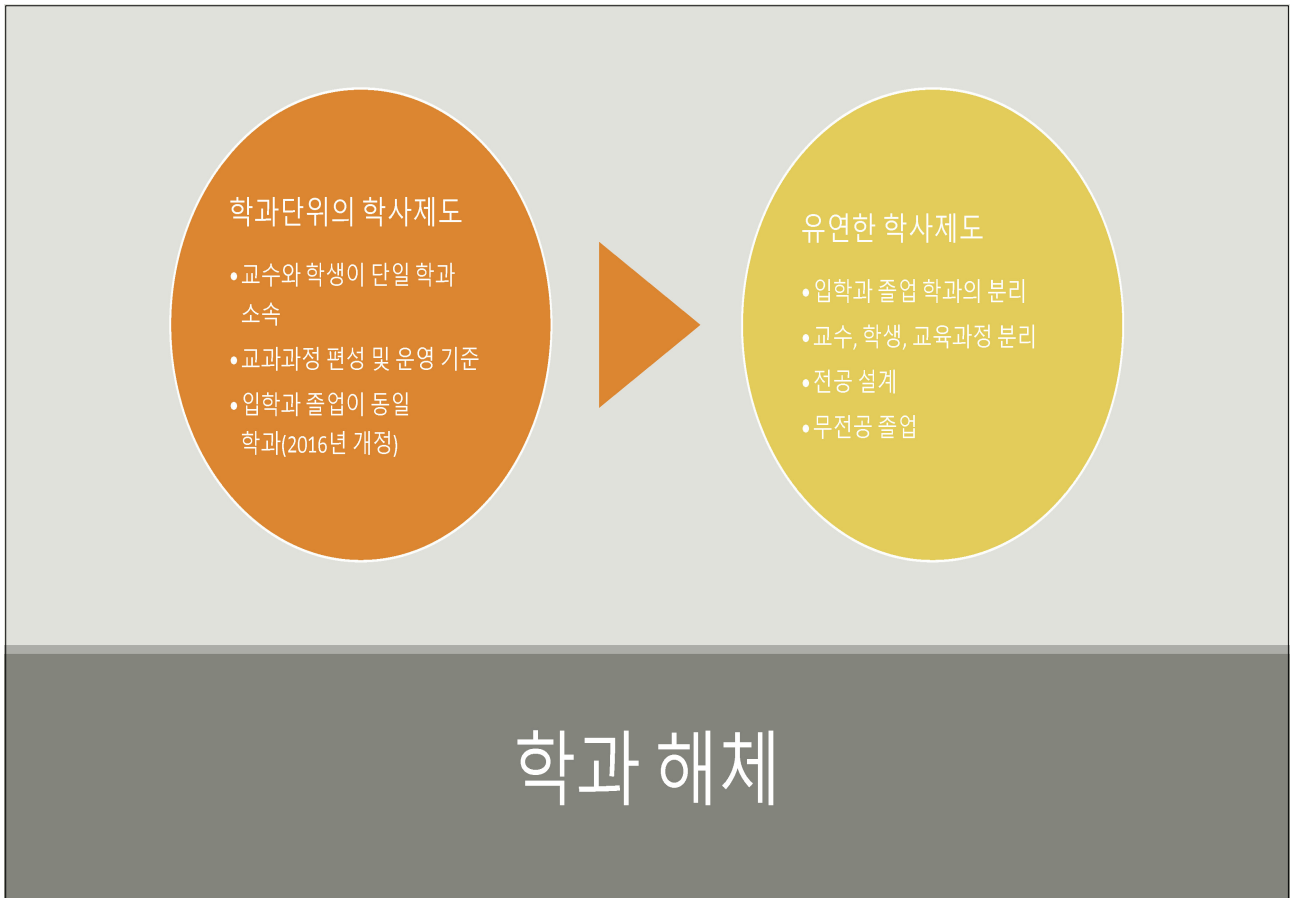 학과단위의 학사제도
•교수와 학생이 단일 학과
소속
•교과과정 편성 및 운영 기준
•입학과 졸업이 동일
학과(2016년 개정)
유연한 학사제도
•입학과 졸업 학과의 분리
•교수, 학생, 교육과정 분리
•전공 설계
•무전공 졸업
학과 해체